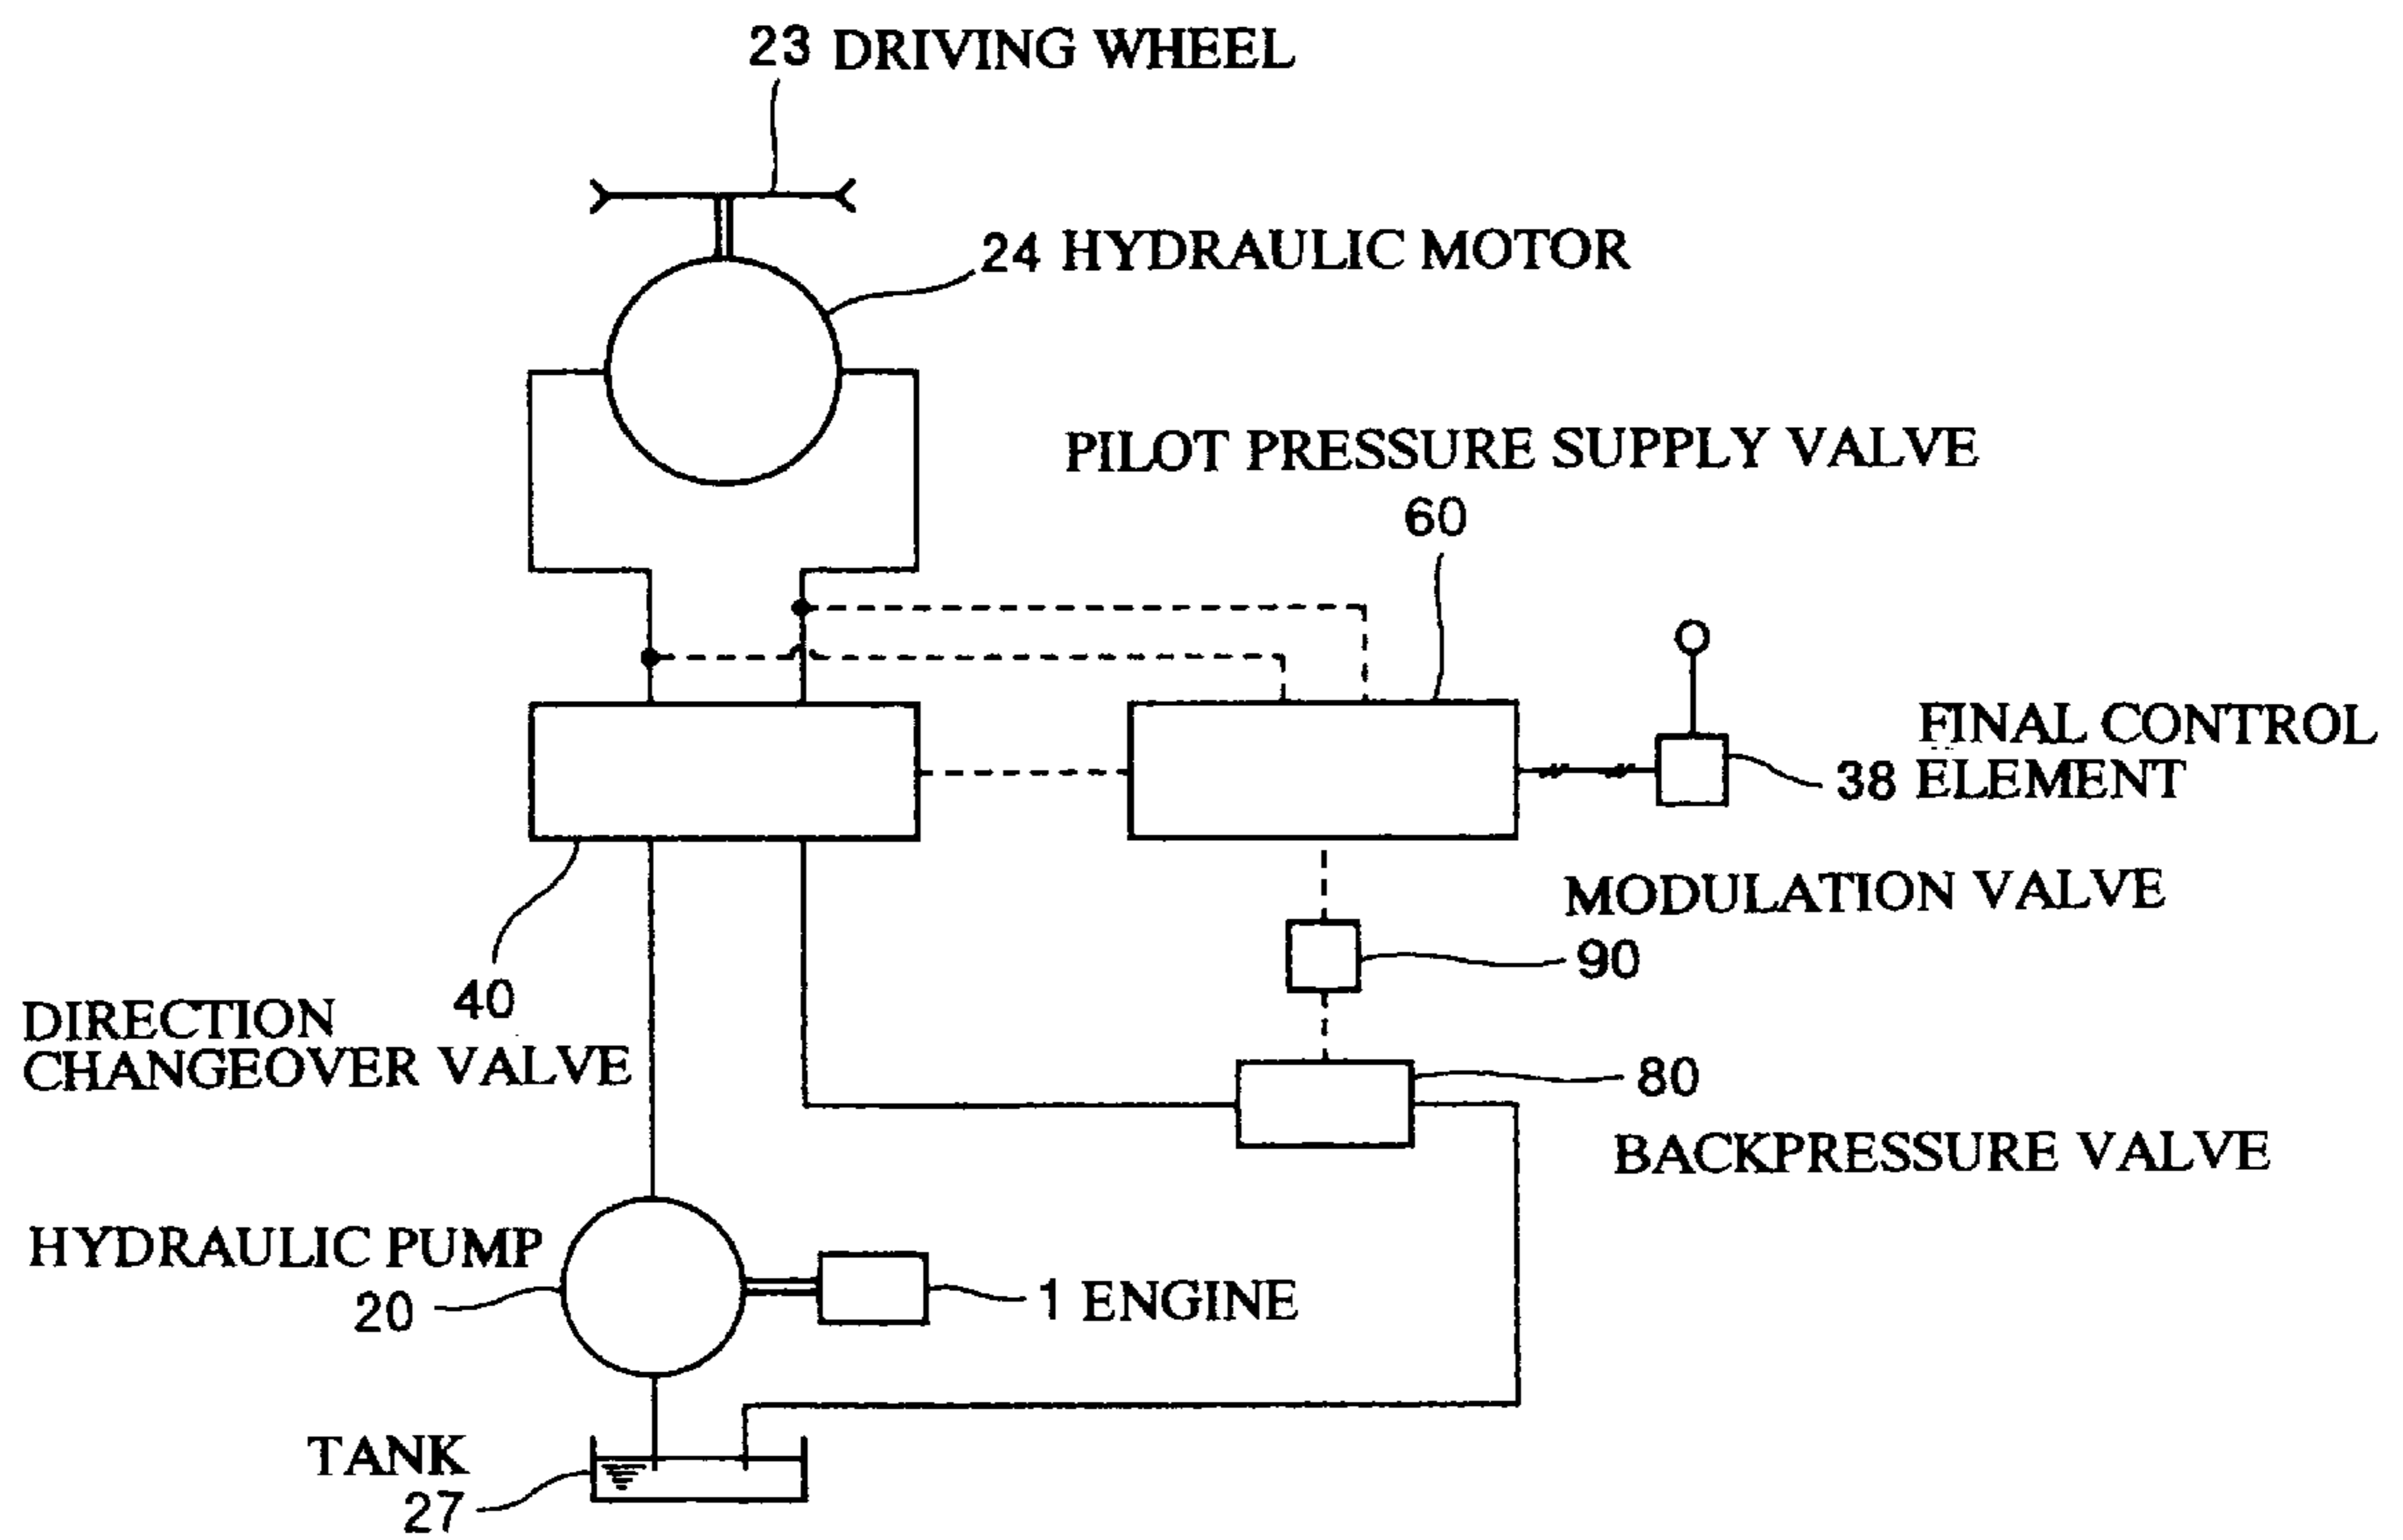 23 DRIVING WHEEL
24 HYDRAULIC MOTOR
PILOT PRESSURE SUPPLY VALVE
60
FINAL CONTROL
38 ELEMENT
MODULATION VALVE
90
40
DIRECTION
CHANGEOVER VALVE
80
BACKPRESSURE VALVE
HYDRAULIC PUMP
20
1 ENGINE
TANK
27